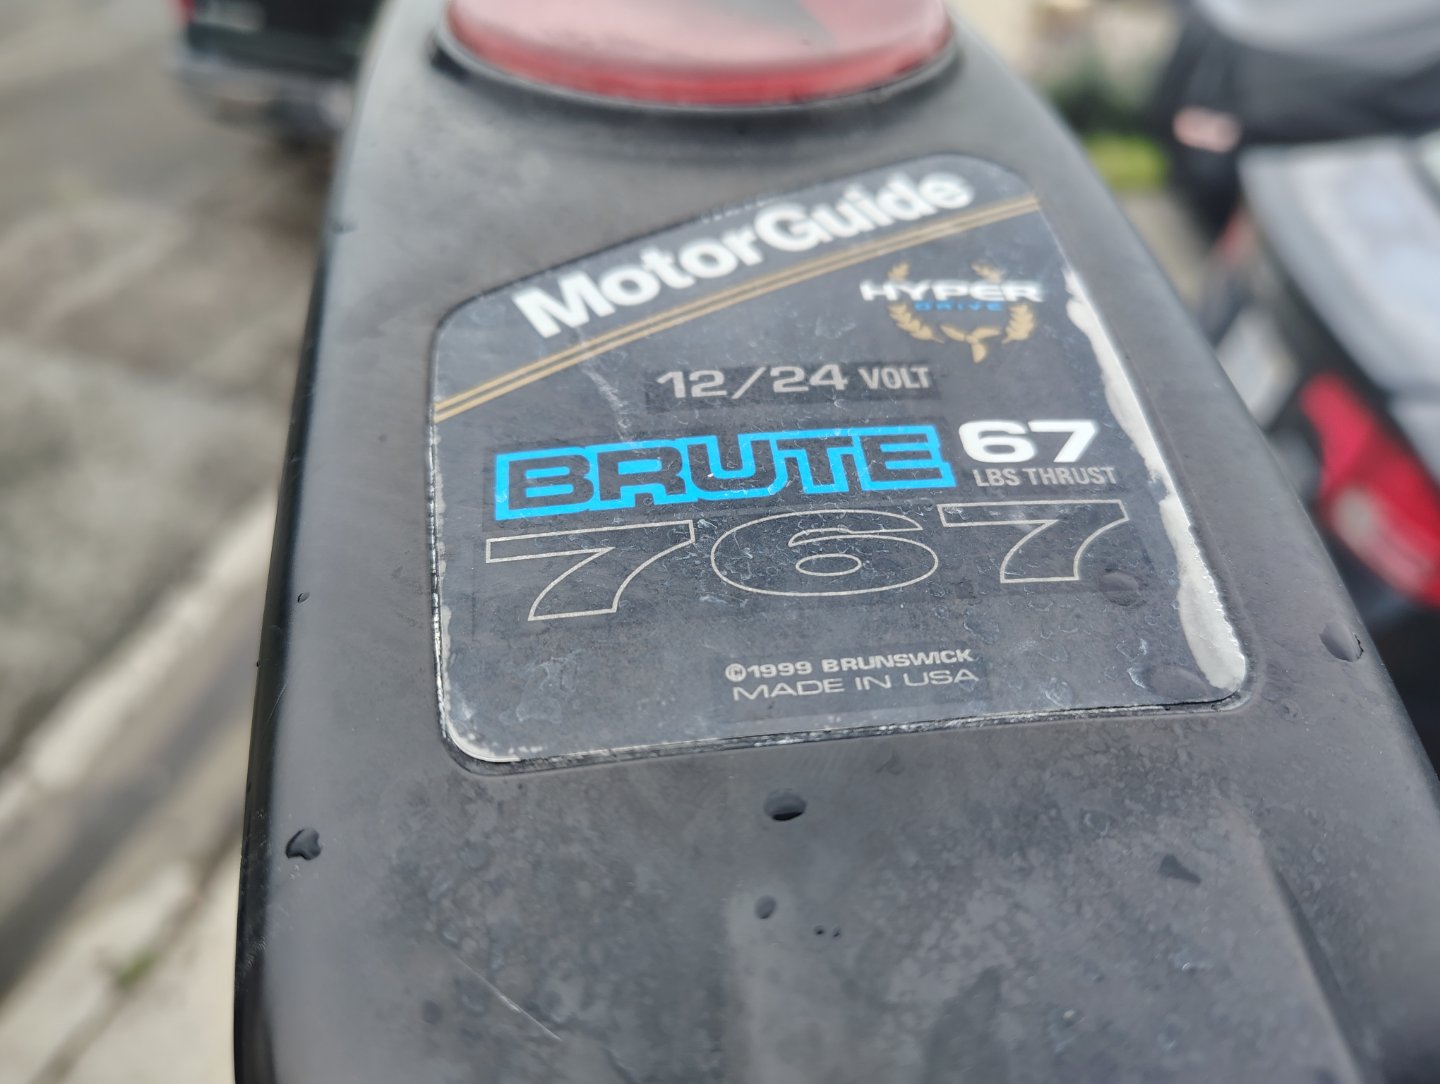 MotorGuide
HYPER
DRIVE
12/24 VOLT
BRUTE 67
LBS THRUST
767
©1999 BRUNSWICK
MADE IN USA